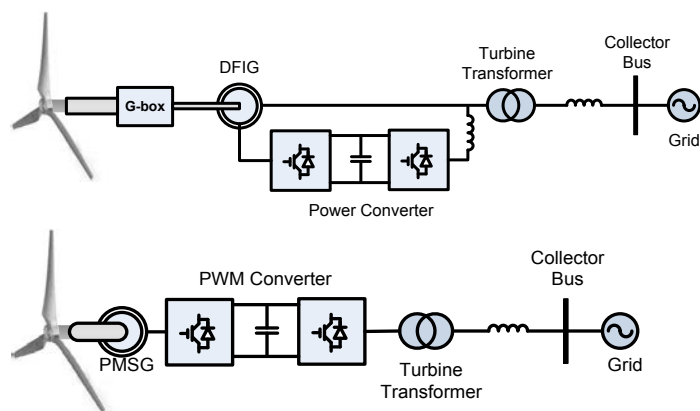 DFIG
Turbine
Transformer
Collector
Bus
G-box
Grid
Power Converter
PWM Converter
Collector
Bus
PMSG
Turbine
Transformer
Grid